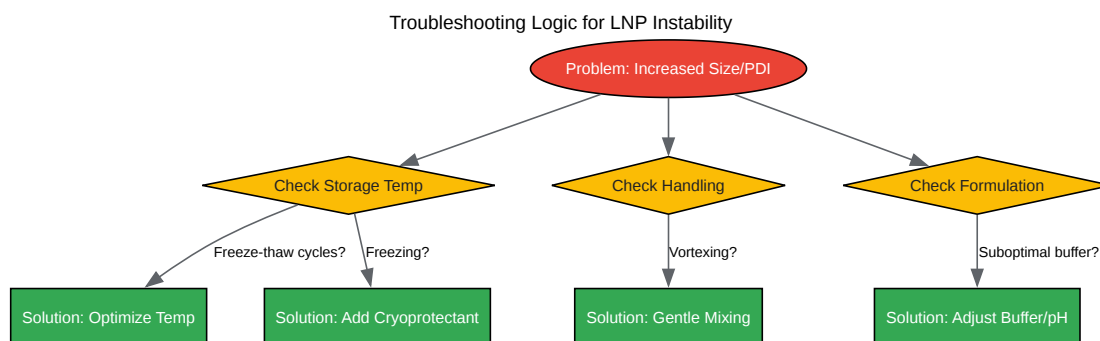 Troubleshooting Logic for LNP Instability
Problem: Increased Size/PDI
Check Storage Temp
Check Handling
Check Formulation
Freeze-thaw cycles?
Freezing?
Vortexing?
Suboptimal buffer?
Solution: Optimize Temp
Solution: Add Cryoprotectant
Solution: Gentle Mixing
Solution: Adjust Buffer/pH